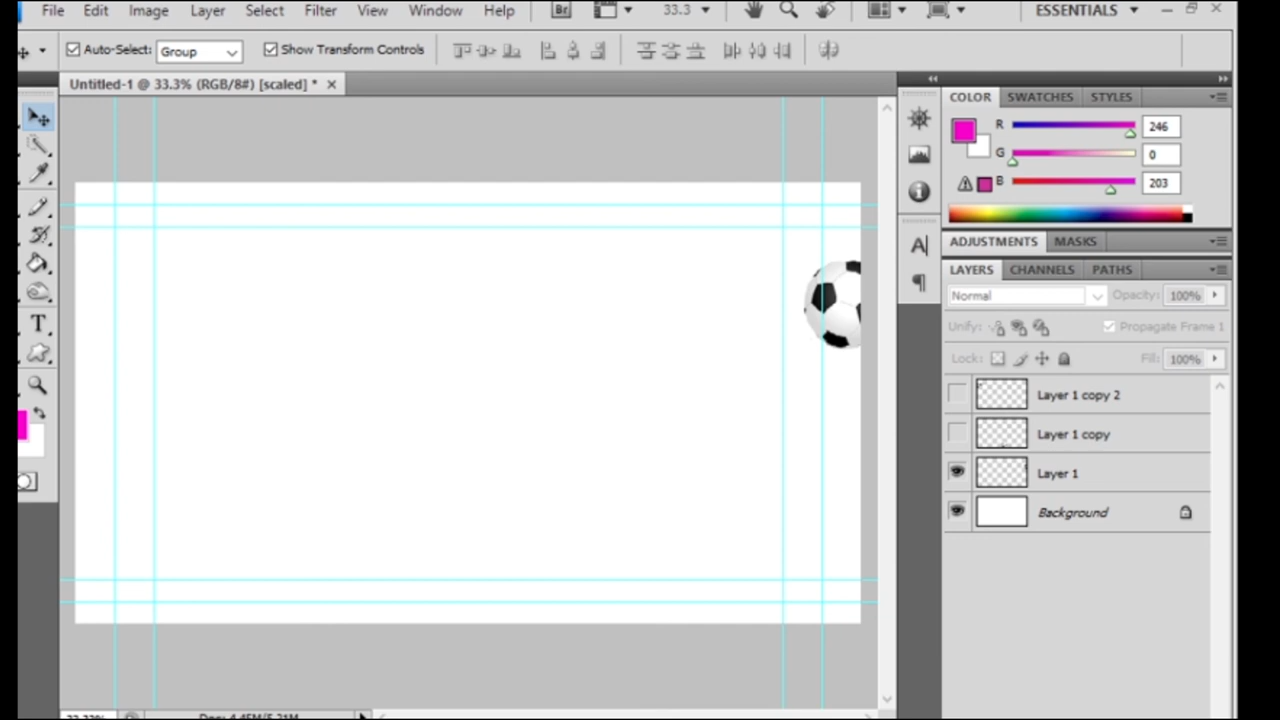 File Edit Image Layer Select Filter View Window Help Br 33.3 ESSENTIALS
Auto-Select: Group Show Transform Controls
Untitled-1 @ 33.3% (RGB/8#) [scaled] *
COLOR SWATCHES STYLES
R 246
G 0
B 203
ADJUSTMENTS MASKS
LAYERS CHANNELS PATHS
Normal Opacity: 100%
Unify: Propagate Frame 1
Lock: Fill: 100%
Layer 1 copy 2
Layer 1 copy
Layer 1
Background